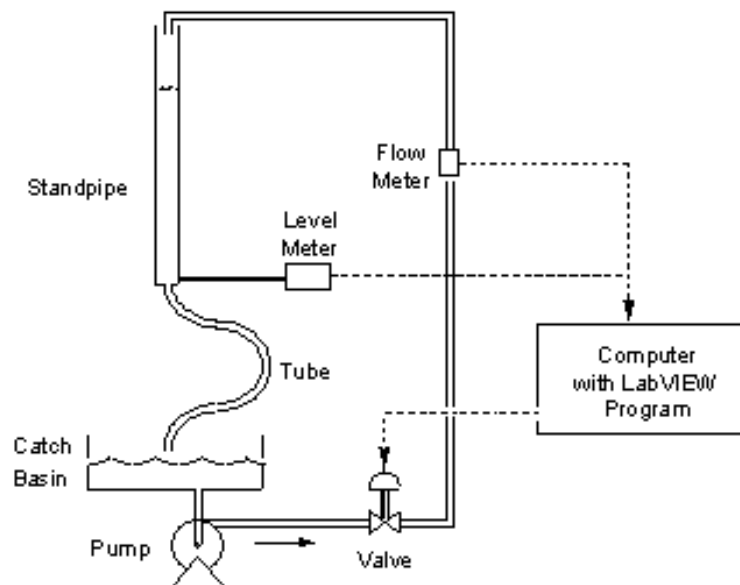 Flow
Meter
Standpipe
Level
Meter
Computer
with LabVIEW
Program
Tube
Catch
Basin
Pump
Valve